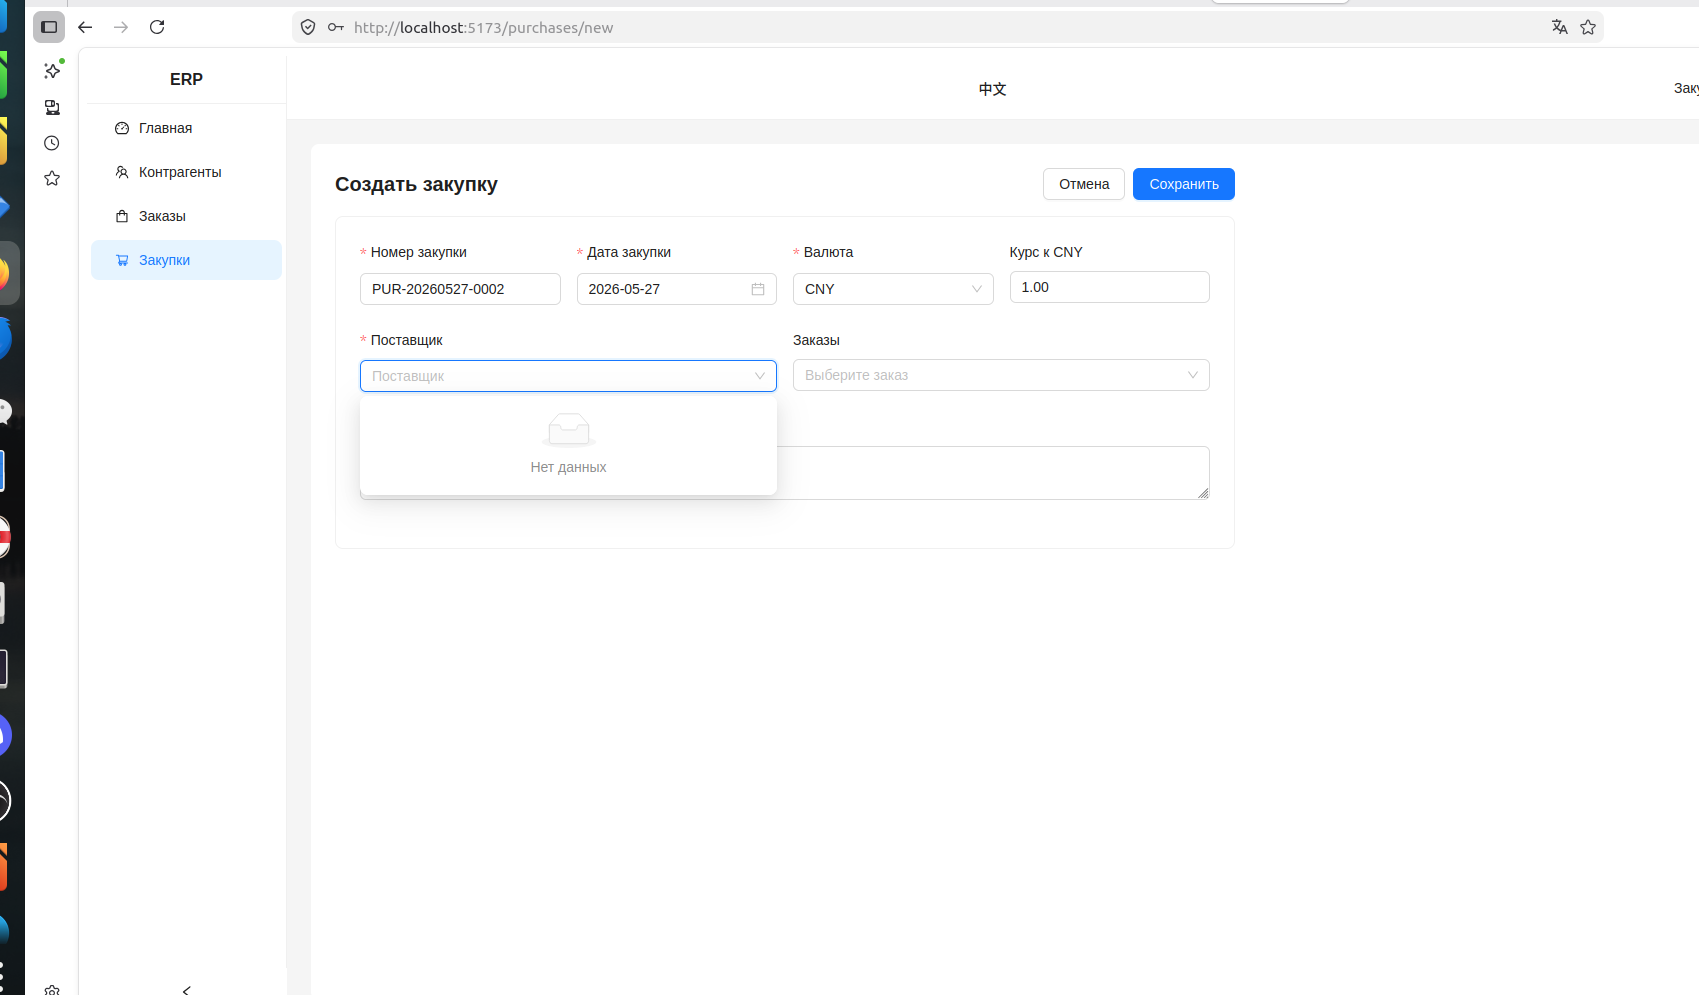 http://localhost:5173/purchases/new
ERP
中文
Заку
Главная
Контрагенты
Заказы
Закупки
Создать закупку
Отмена
Сохранить
* Номер закупки
* Дата закупки
* Валюта
Курс к CNY
PUR-20260527-0002
2026-05-27
CNY
1.00
* Поставщик
Заказы
Поставщик
Выберите заказ
Нет данных